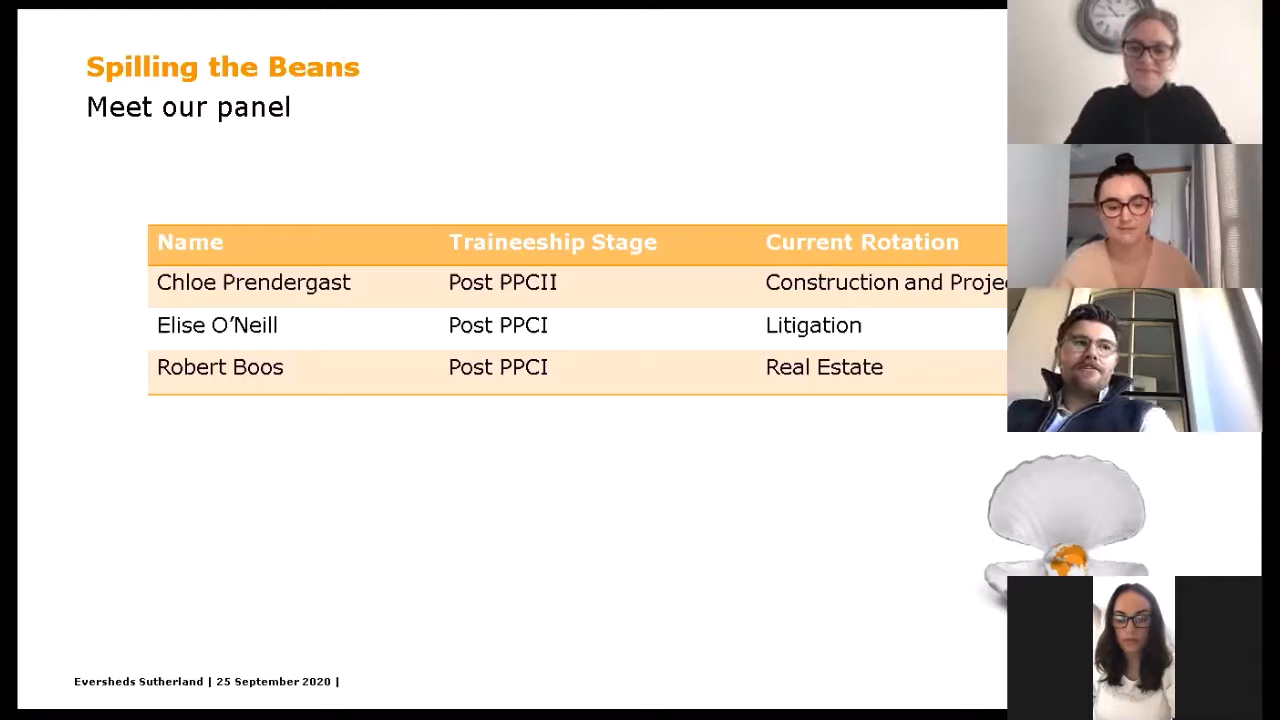 Spilling the Beans
Meet our panel
Name Traineeship Stage Current Rotation
Chloe Prendergast Post PPCII Construction and Projec
Elise O’Neill Post PPCI Litigation
Robert Boos Post PPCI Real Estate
Eversheds Sutherland | 25 September 2020 |